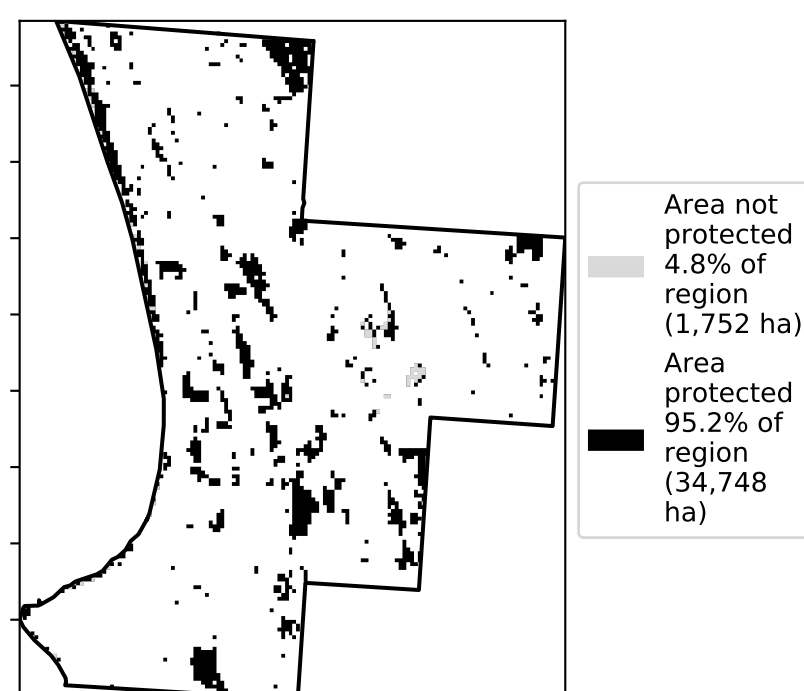 Area not
protected
4.8% of
region
(1,752 ha)
Area
protected
95.2% of
region
(34,748
ha)